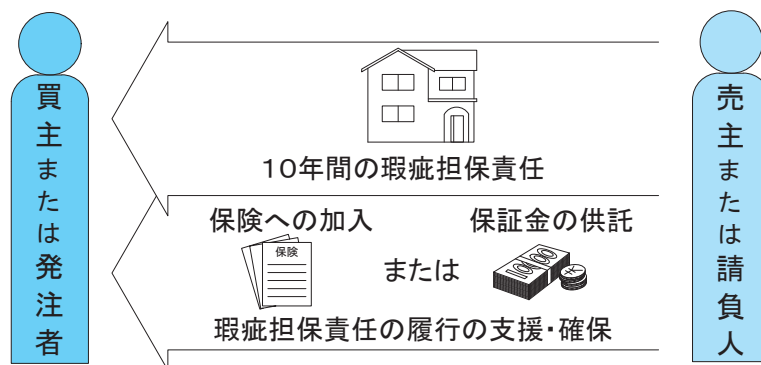 買主または発注者
売主または請負人
10年間の瑕疵担保責任
保険への加入
保証金の供託
保険
または
100
瑕疵担保責任の履行の支援・確保